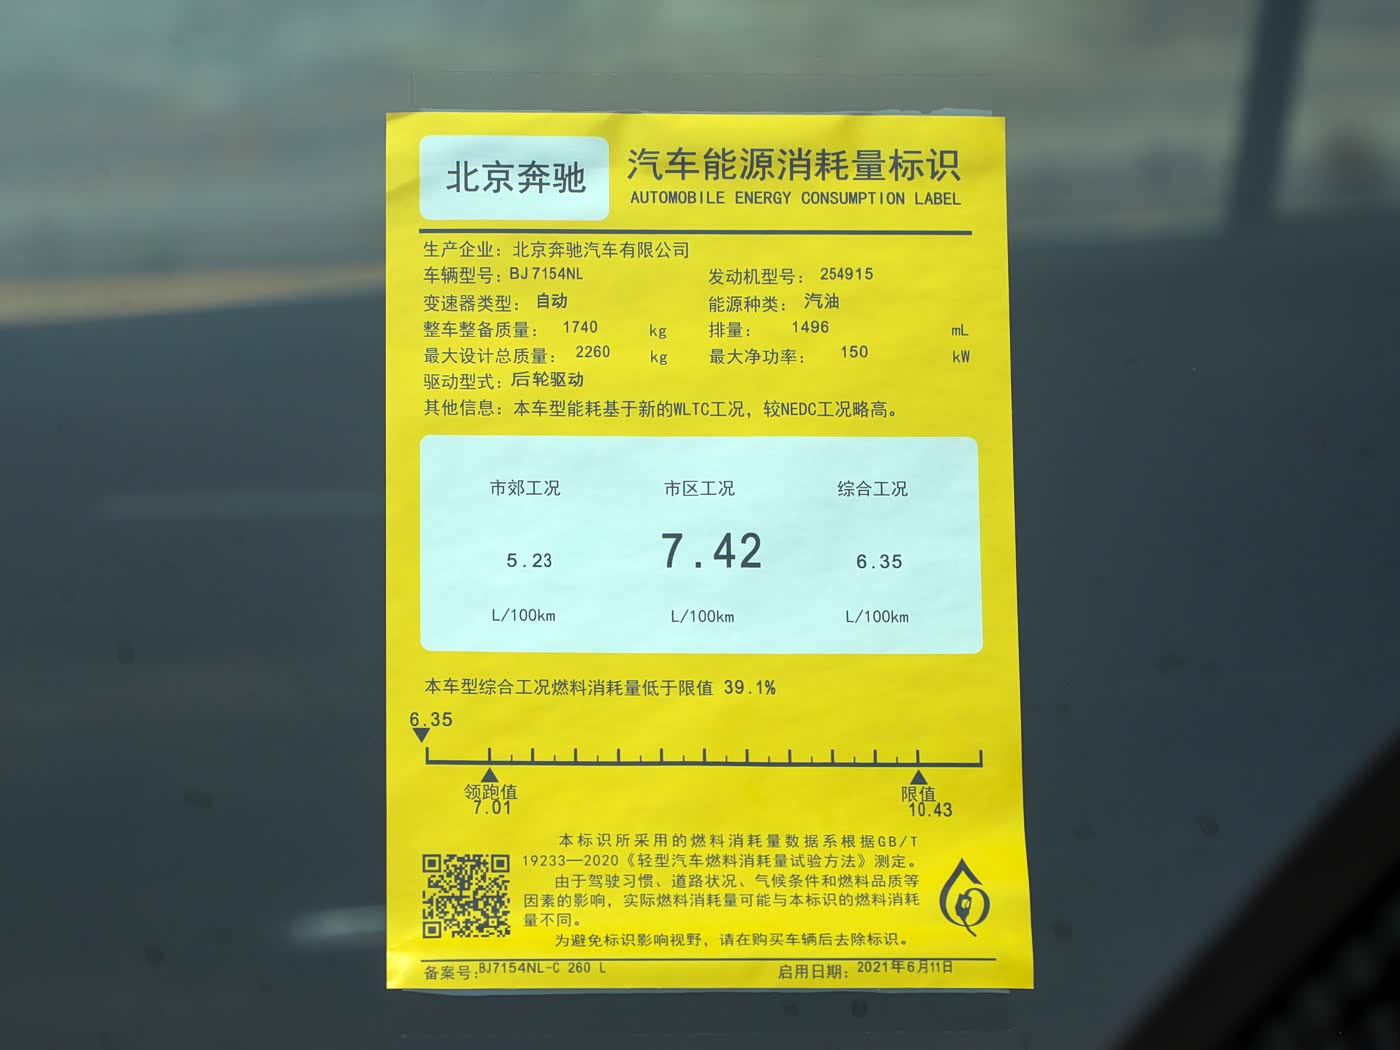 北京奔驰
汽车能源消耗量标识
AUTOMOBILE ENERGY CONSUMPTION LABEL
生产企业：北京奔驰汽车有限公司
车辆型号：BJ7154NL 发动机型号：254915
变速器类型：自动 能源种类：汽油
整车整备质量：1740 kg 排量：1496 mL
最大设计总质量：2260 kg 最大净功率：150 kW
驱动型式：后轮驱动
其他信息：本车型能耗基于新的WLTC工况，较NEDC工况略高。
市郊工况 市区工况 综合工况
5.23 7.42 6.35
L/100km L/100km L/100km
本车型综合工况燃料消耗量低于限值 39.1%
6.35
领跑值 限值
7.01 10.43
本标识所采用的燃料消耗量数据系根据GB/T
19233—2020《轻型汽车燃料消耗量试验方法》测定。
由于驾驶习惯、道路状况、气候条件和燃料品质等
因素的影响，实际燃料消耗量可能与本标识的燃料消耗
量不同。
为避免标识影响视野，请在购买车辆后去除标识。
备案号：BJ7154NL-C 260 L 启用日期：2021年6月11日